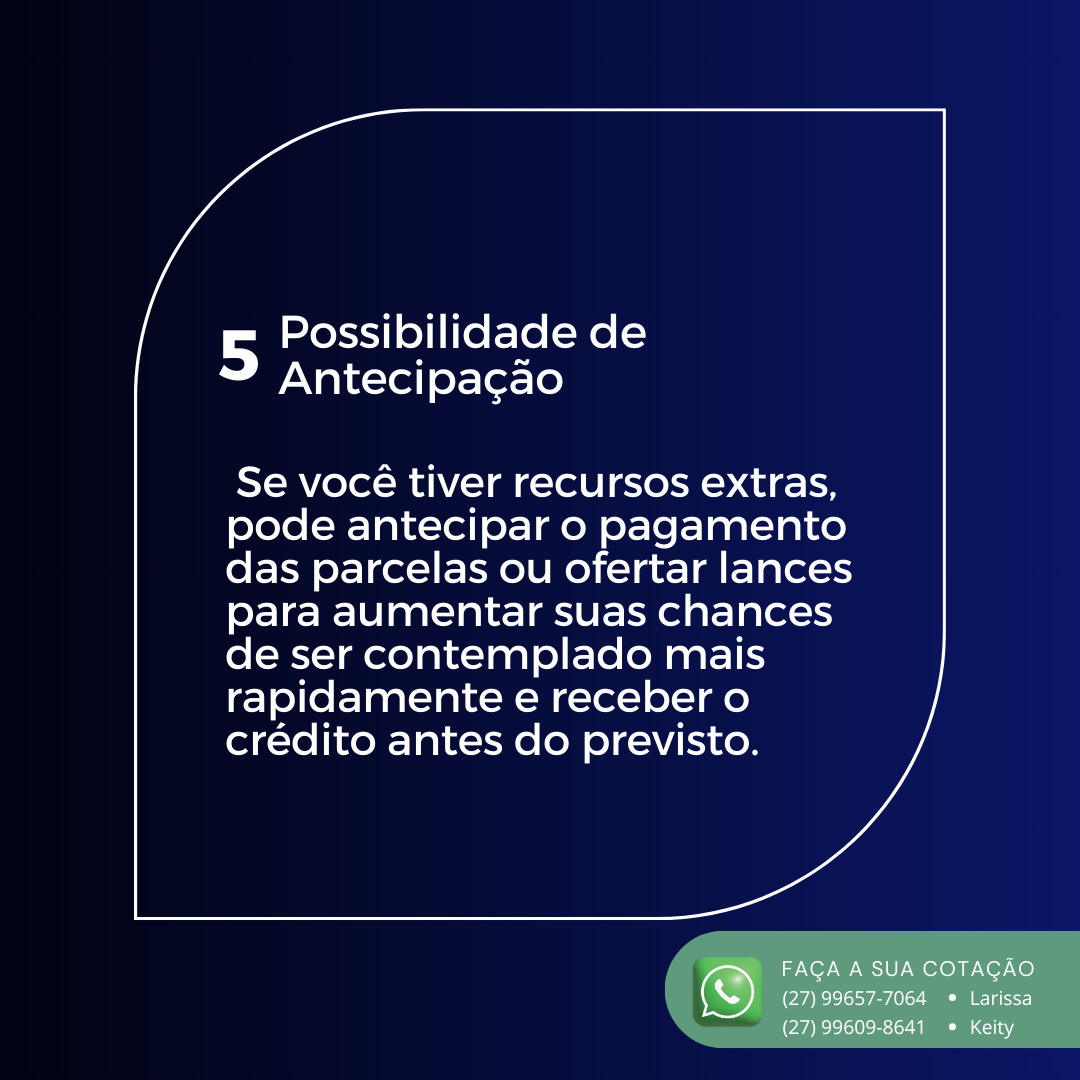 5 Possibilidade de
Antecipação
Se você tiver recursos extras,
pode antecipar o pagamento
das parcelas ou ofertar lances
para aumentar suas chances
de ser contemplado mais
rapidamente e receber o
crédito antes do previsto.
FAÇA A SUA COTAÇÃO
(27) 99657-7064 • Larissa
(27) 99609-8641 • Keity